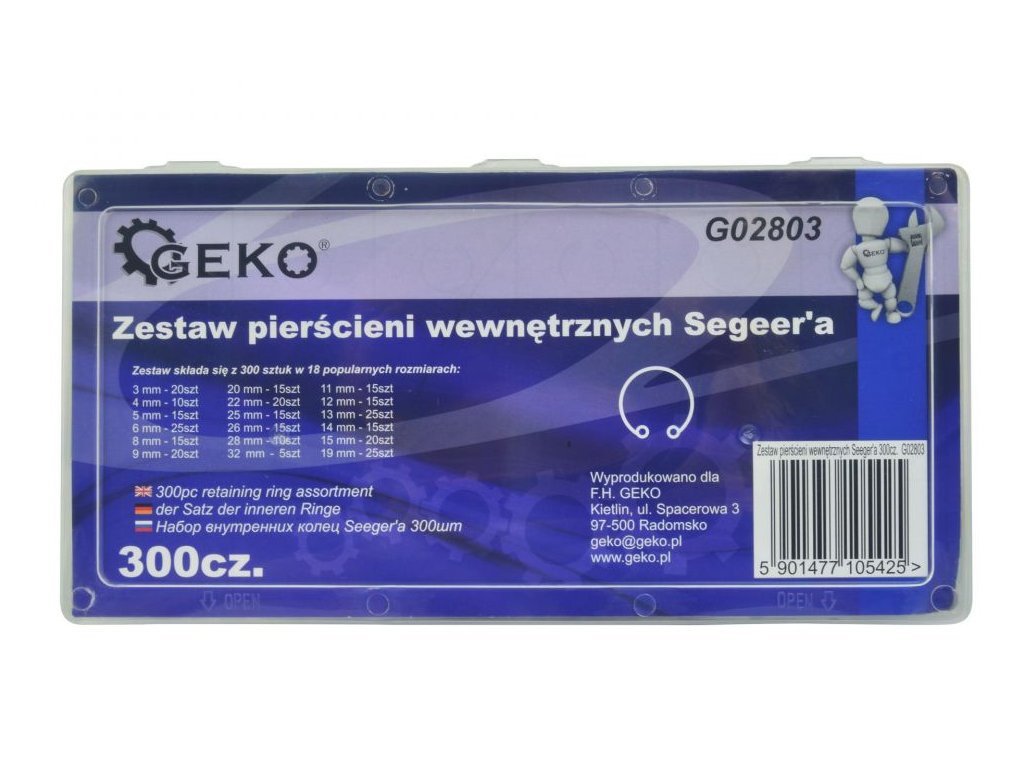 GEKO®
G02803
GEKO
Zestaw pierścieni wewnętrznych Segeer'a
Zestaw składa się z 300 sztuk w 18 popularnych rozmiarach:
3 mm - 20szt 20 mm - 15szt 11 mm - 15szt
4 mm - 10szt 22 mm - 20szt 12 mm - 15szt
5 mm - 15szt 25 mm - 15szt 13 mm - 25szt
6 mm - 25szt 26 mm - 15szt 14 mm - 15szt
8 mm - 15szt 28 mm - 10szt 15 mm - 20szt
9 mm - 20szt 32 mm - 5szt 19 mm - 25szt
300pc retaining ring assortment
der Satz der inneren Ringe
Набор внутренних колец Seeger'a 300шт
300cz.
Wyprodukowano dla
F.H. GEKO
Kietlin, ul. Spacerowa 3
97-500 Radomsko
geko@geko.pl
www.geko.pl
Zestaw pierścieni wewnętrznych Seeger'a 300cz. G02803
5 901477 105425 >
OPEN
OPEN